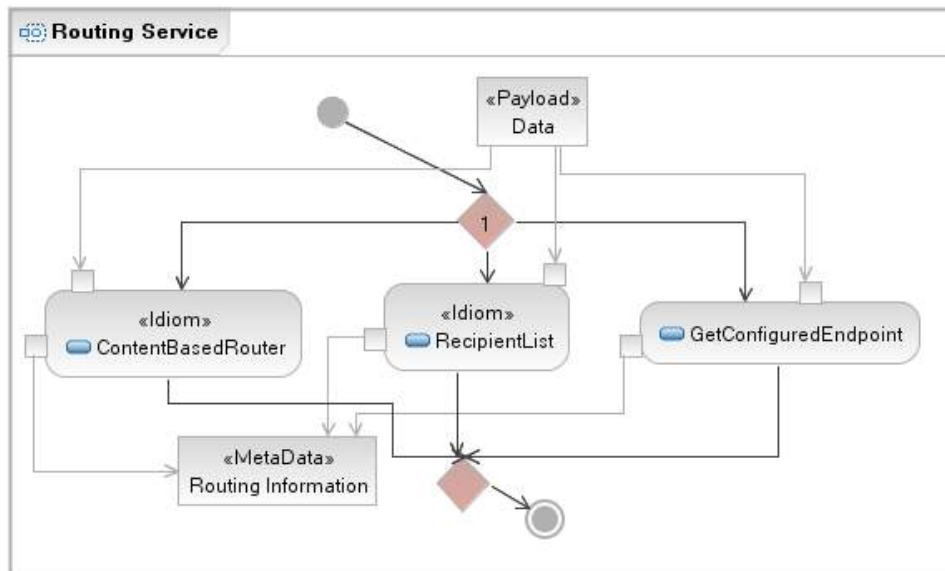 Routing Service
«Payload»
Data
1
«Idiom»
ContentBasedRouter
«Idiom»
RecipientList
GetConfiguredEndpoint
«MetaData»
Routing Information